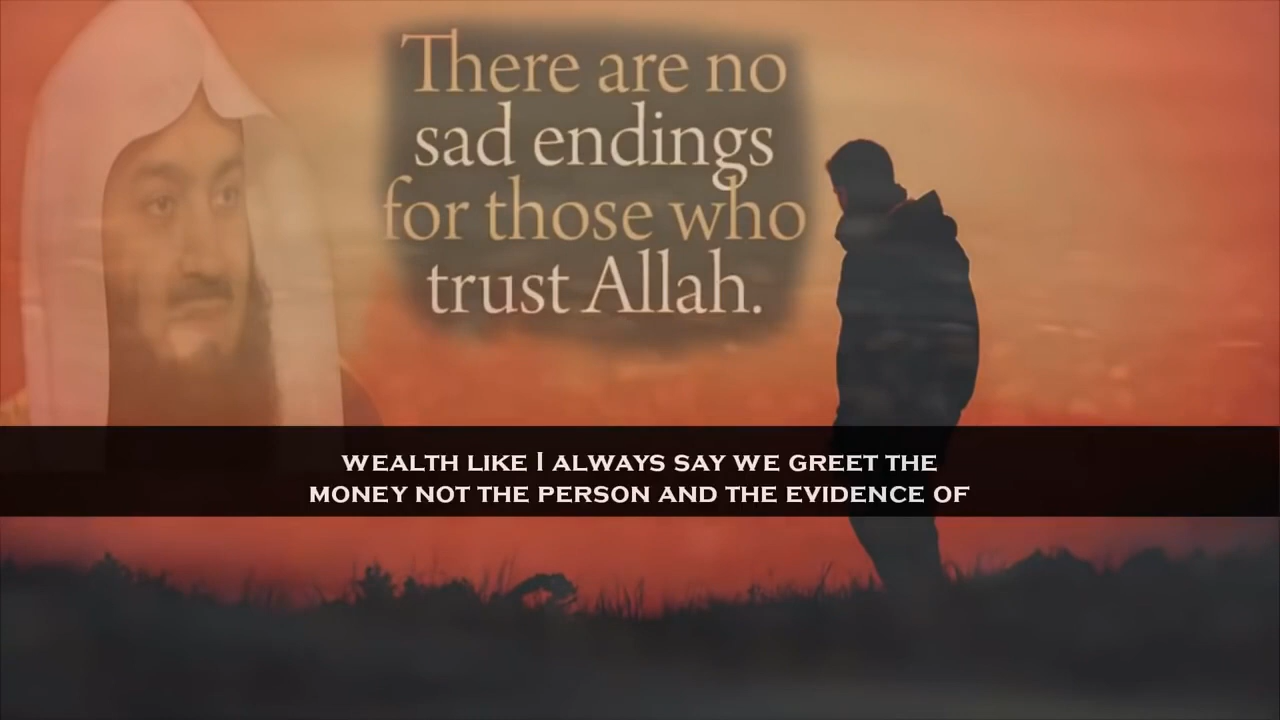 There are no
sad endings
for those who
trust Allah.
WEALTH LIKE I ALWAYS SAY WE GREET THE
MONEY NOT THE PERSON AND THE EVIDENCE OF